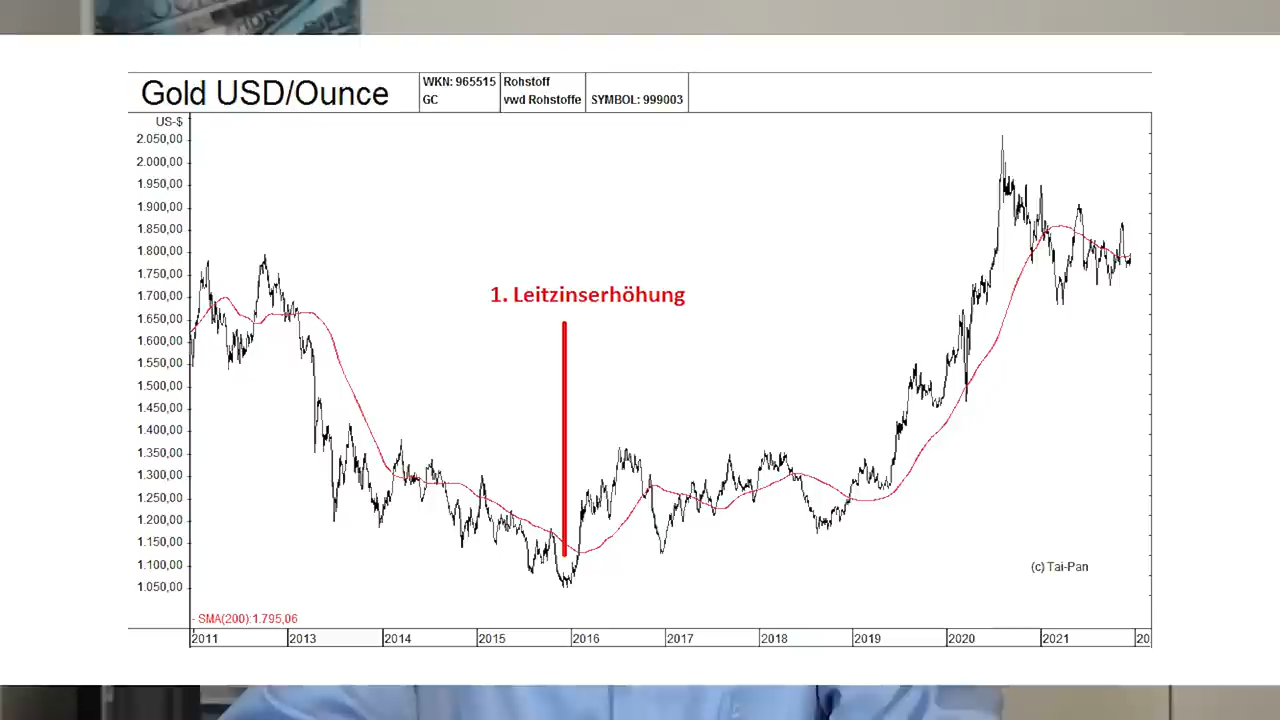 Gold USD/Ounce
WKN: 965515
GC
Rohstoff
vwd Rohstoffe
SYMBOL: 999003
US-$
2.050,00
2.000,00
1.950,00
1.900,00
1.850,00
1.800,00
1.750,00
1.700,00
1.650,00
1.600,00
1.550,00
1.500,00
1.450,00
1.400,00
1.350,00
1.300,00
1.250,00
1.200,00
1.150,00
1.100,00
1.050,00
1. Leitzinserhöhung
(c) Tai-Pan
- SMA(200):1.795,06
2011 2013 2014 2015 2016 2017 2018 2019 2020 2021 20